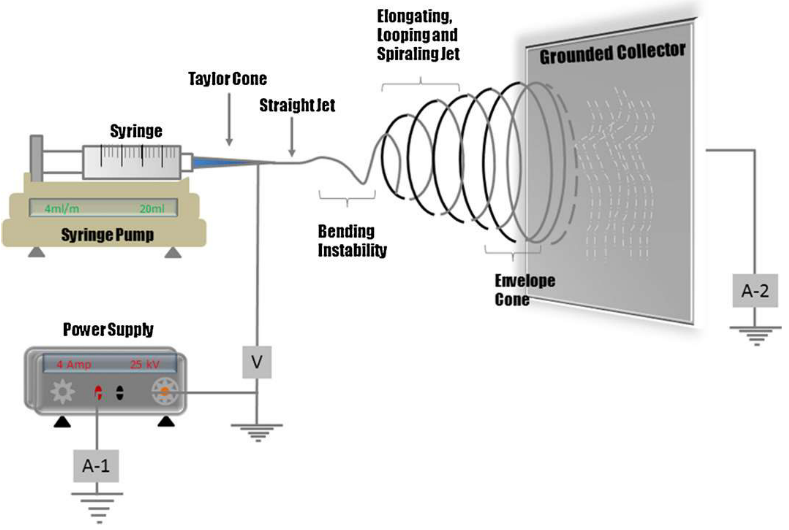 Elongating,
Looping and
Spiraling Jet
Grounded Collector
Taylor Cone
Straight Jet
Syringe
4ml/m 20ml
Syringe Pump
Bending
Instability
Envelope
Cone
A-2
Power Supply
4 Amp 25 kV
V
A-1